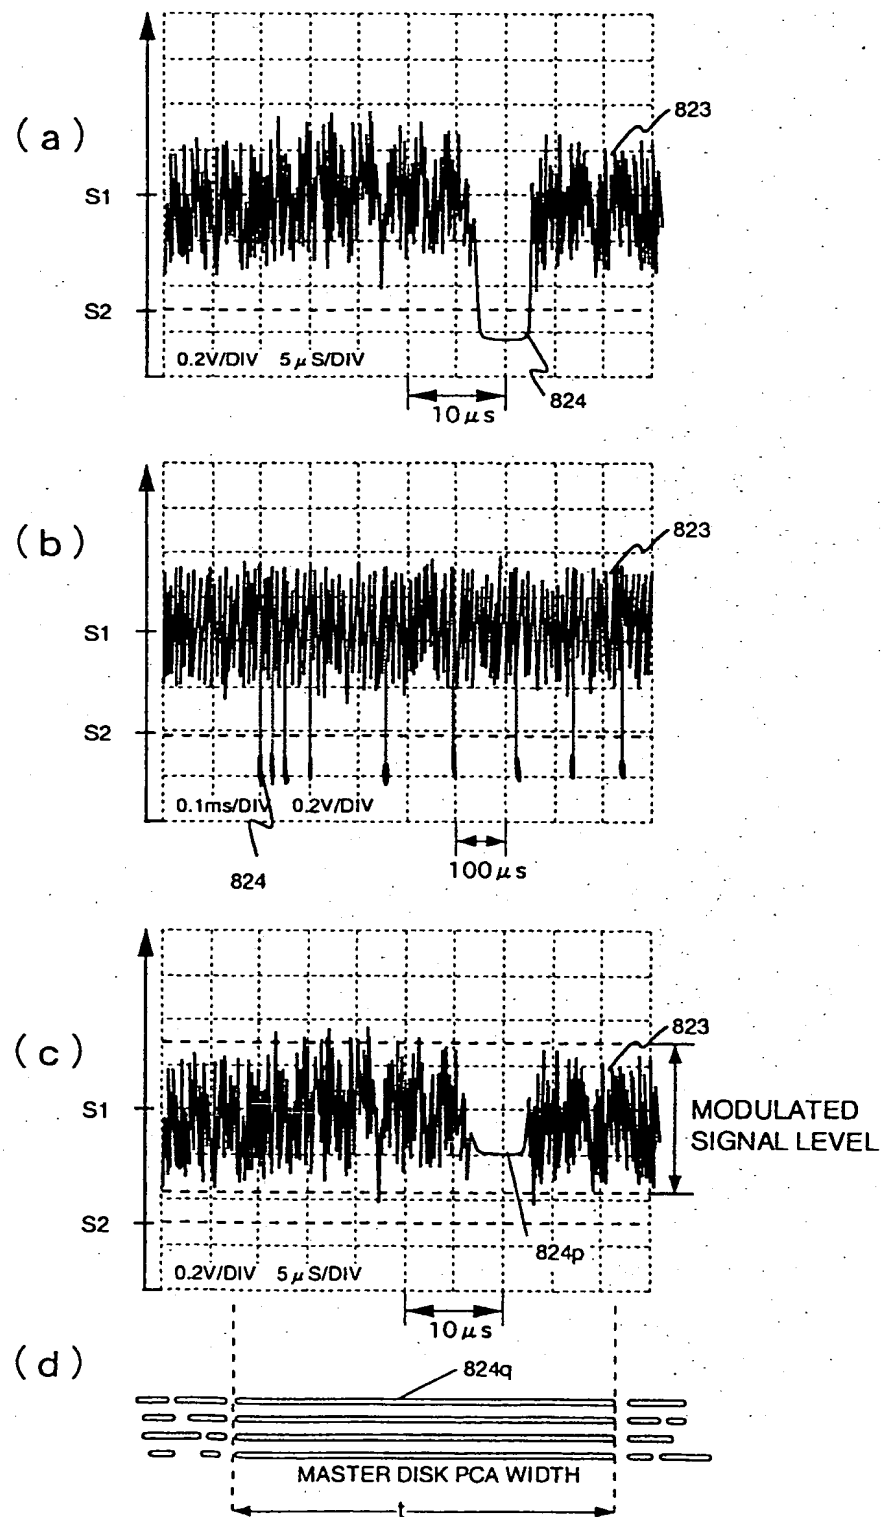 (a)
823
S1
S2
0.2V/DIV 5μS/DIV
824
10μs
(b)
823
S1
S2
0.1ms/DIV 0.2V/DIV
824
100μs
(c)
823
S1
MODULATED
SIGNAL LEVEL
S2
824p
0.2V/DIV 5μS/DIV
10μs
(d)
824q
MASTER DISK PCA WIDTH
t